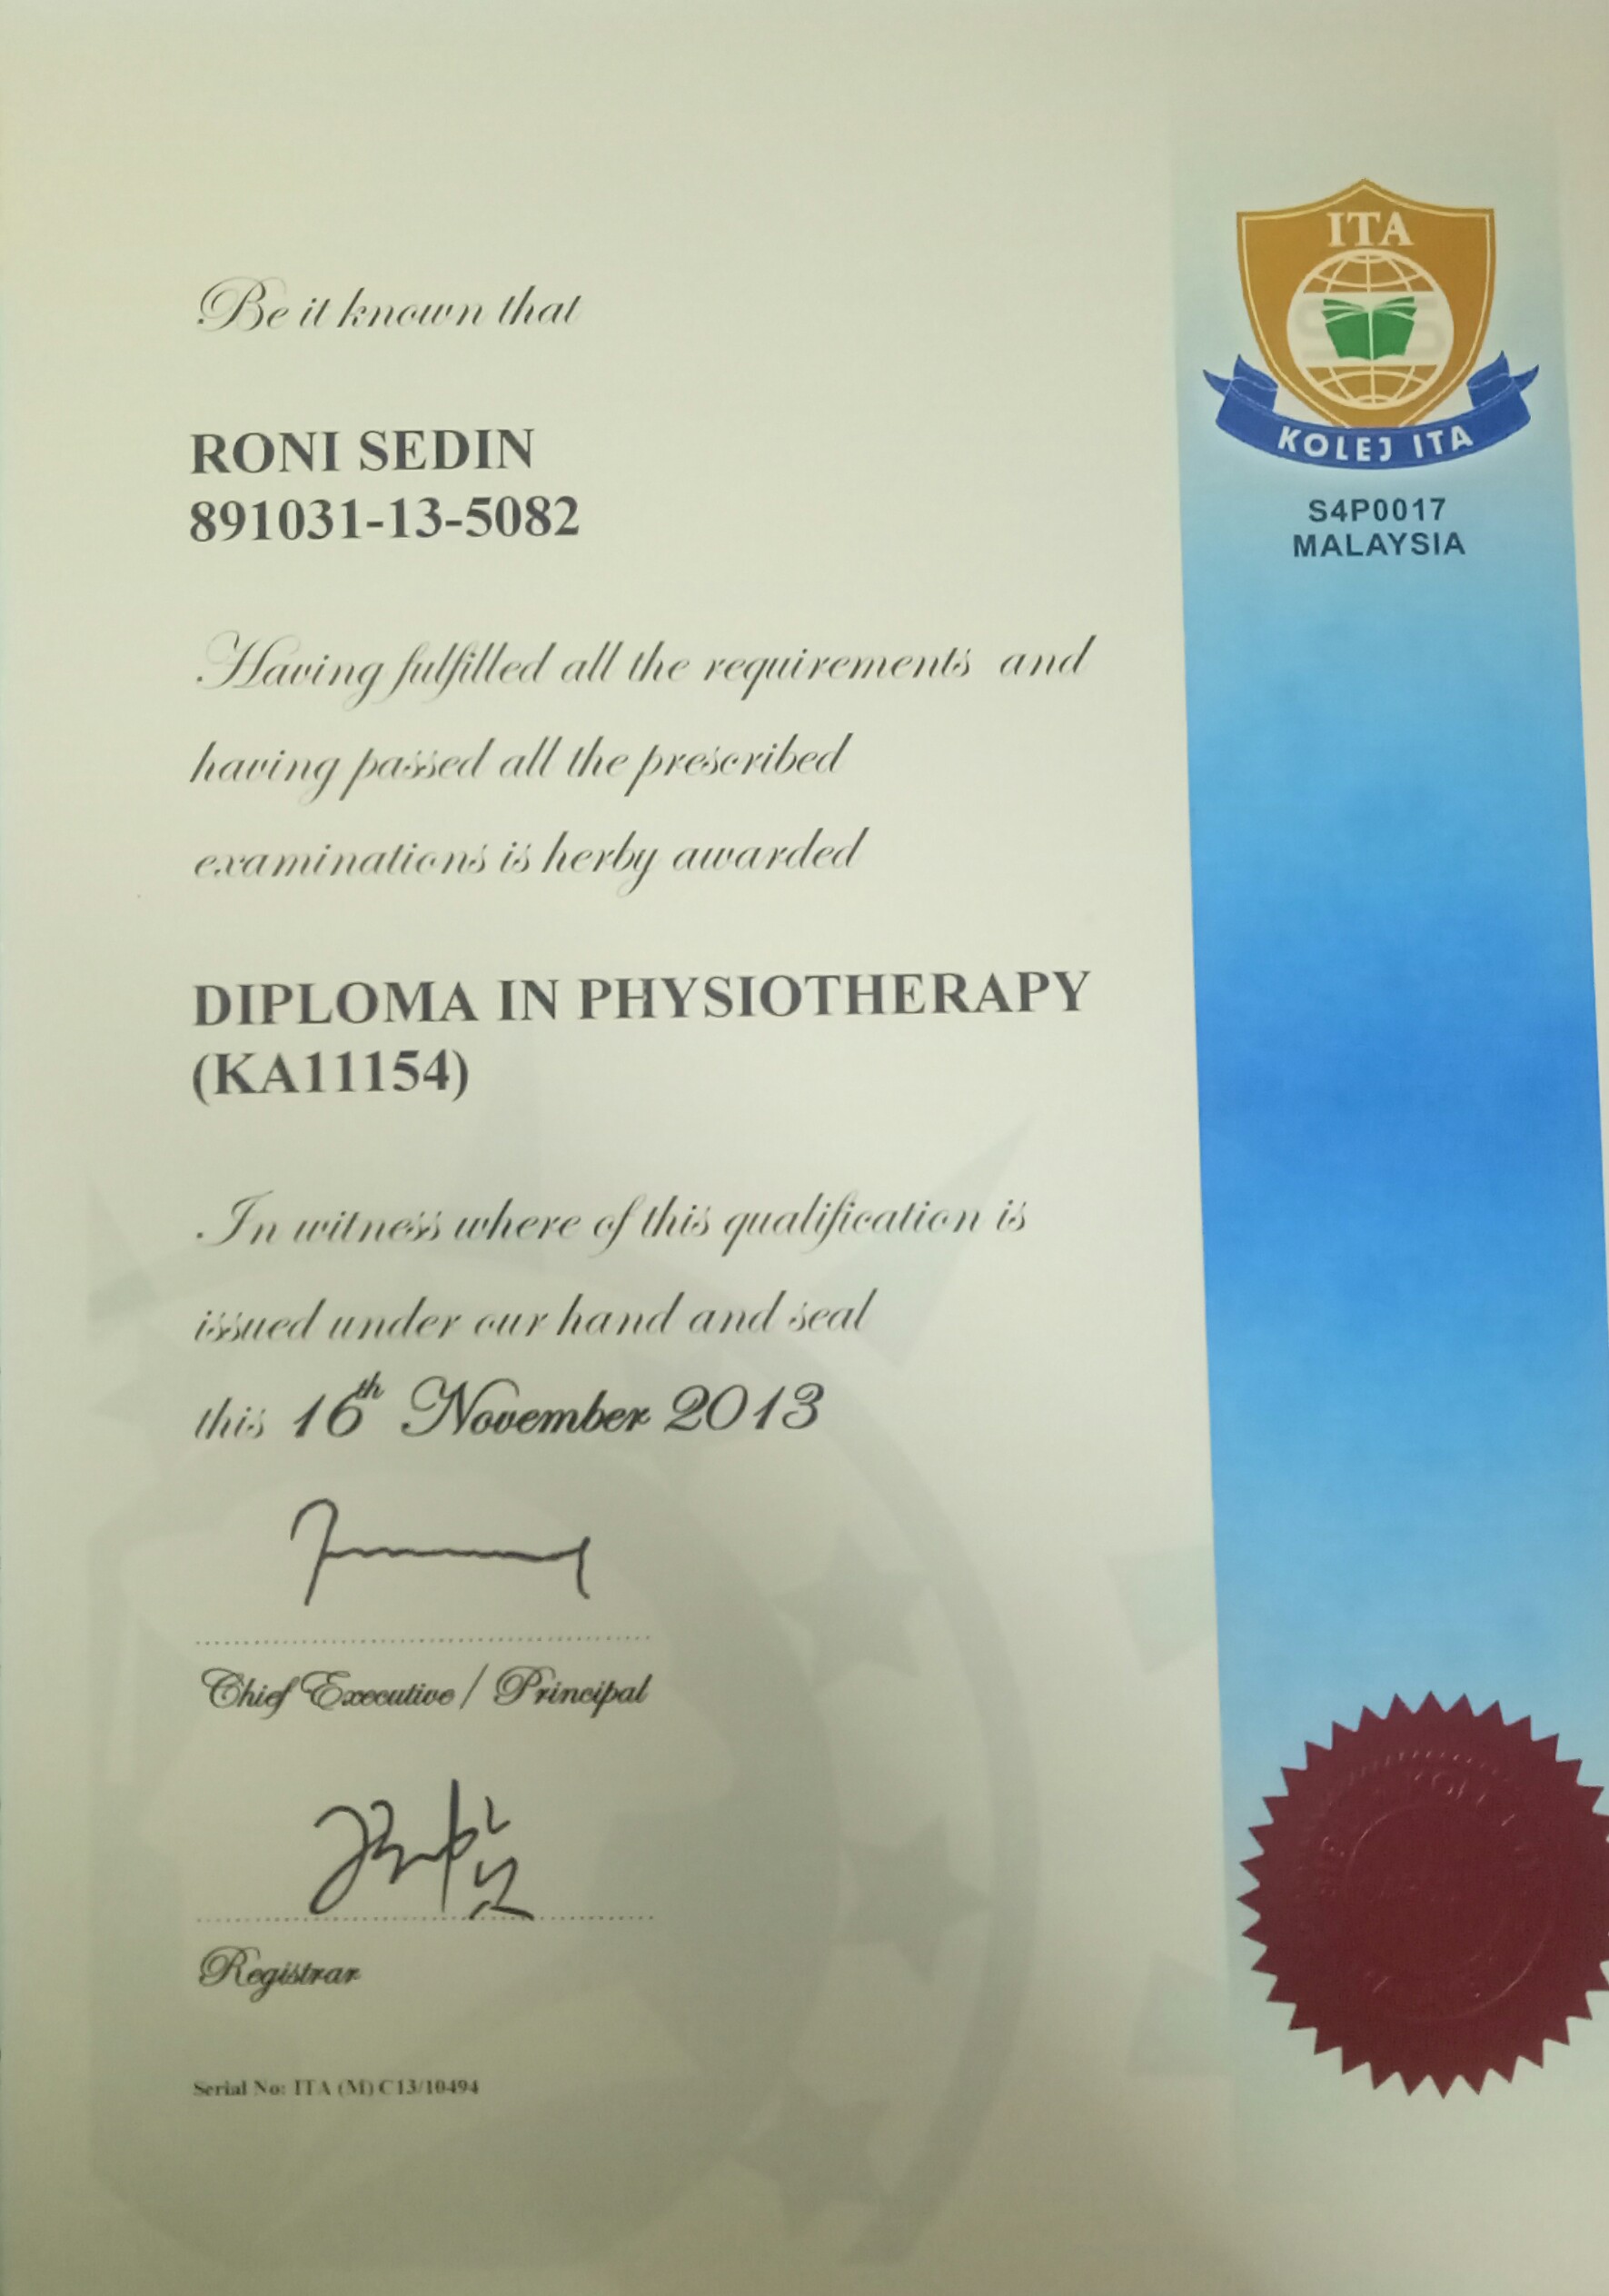 ITA
KOLEJ ITA
S4P0017
MALAYSIA
Be it known that
RONI SEDIN
891031-13-5082
Having fulfilled all the requirements and
having passed all the prescribed
examinations is herby awarded
DIPLOMA IN PHYSIOTHERAPY
(KA11154)
In witness where of this qualification is
issued under our hand and seal
this 16th November 2013
Chief Executive / Principal
Registrar
Serial No: ITA (M) C13/10494